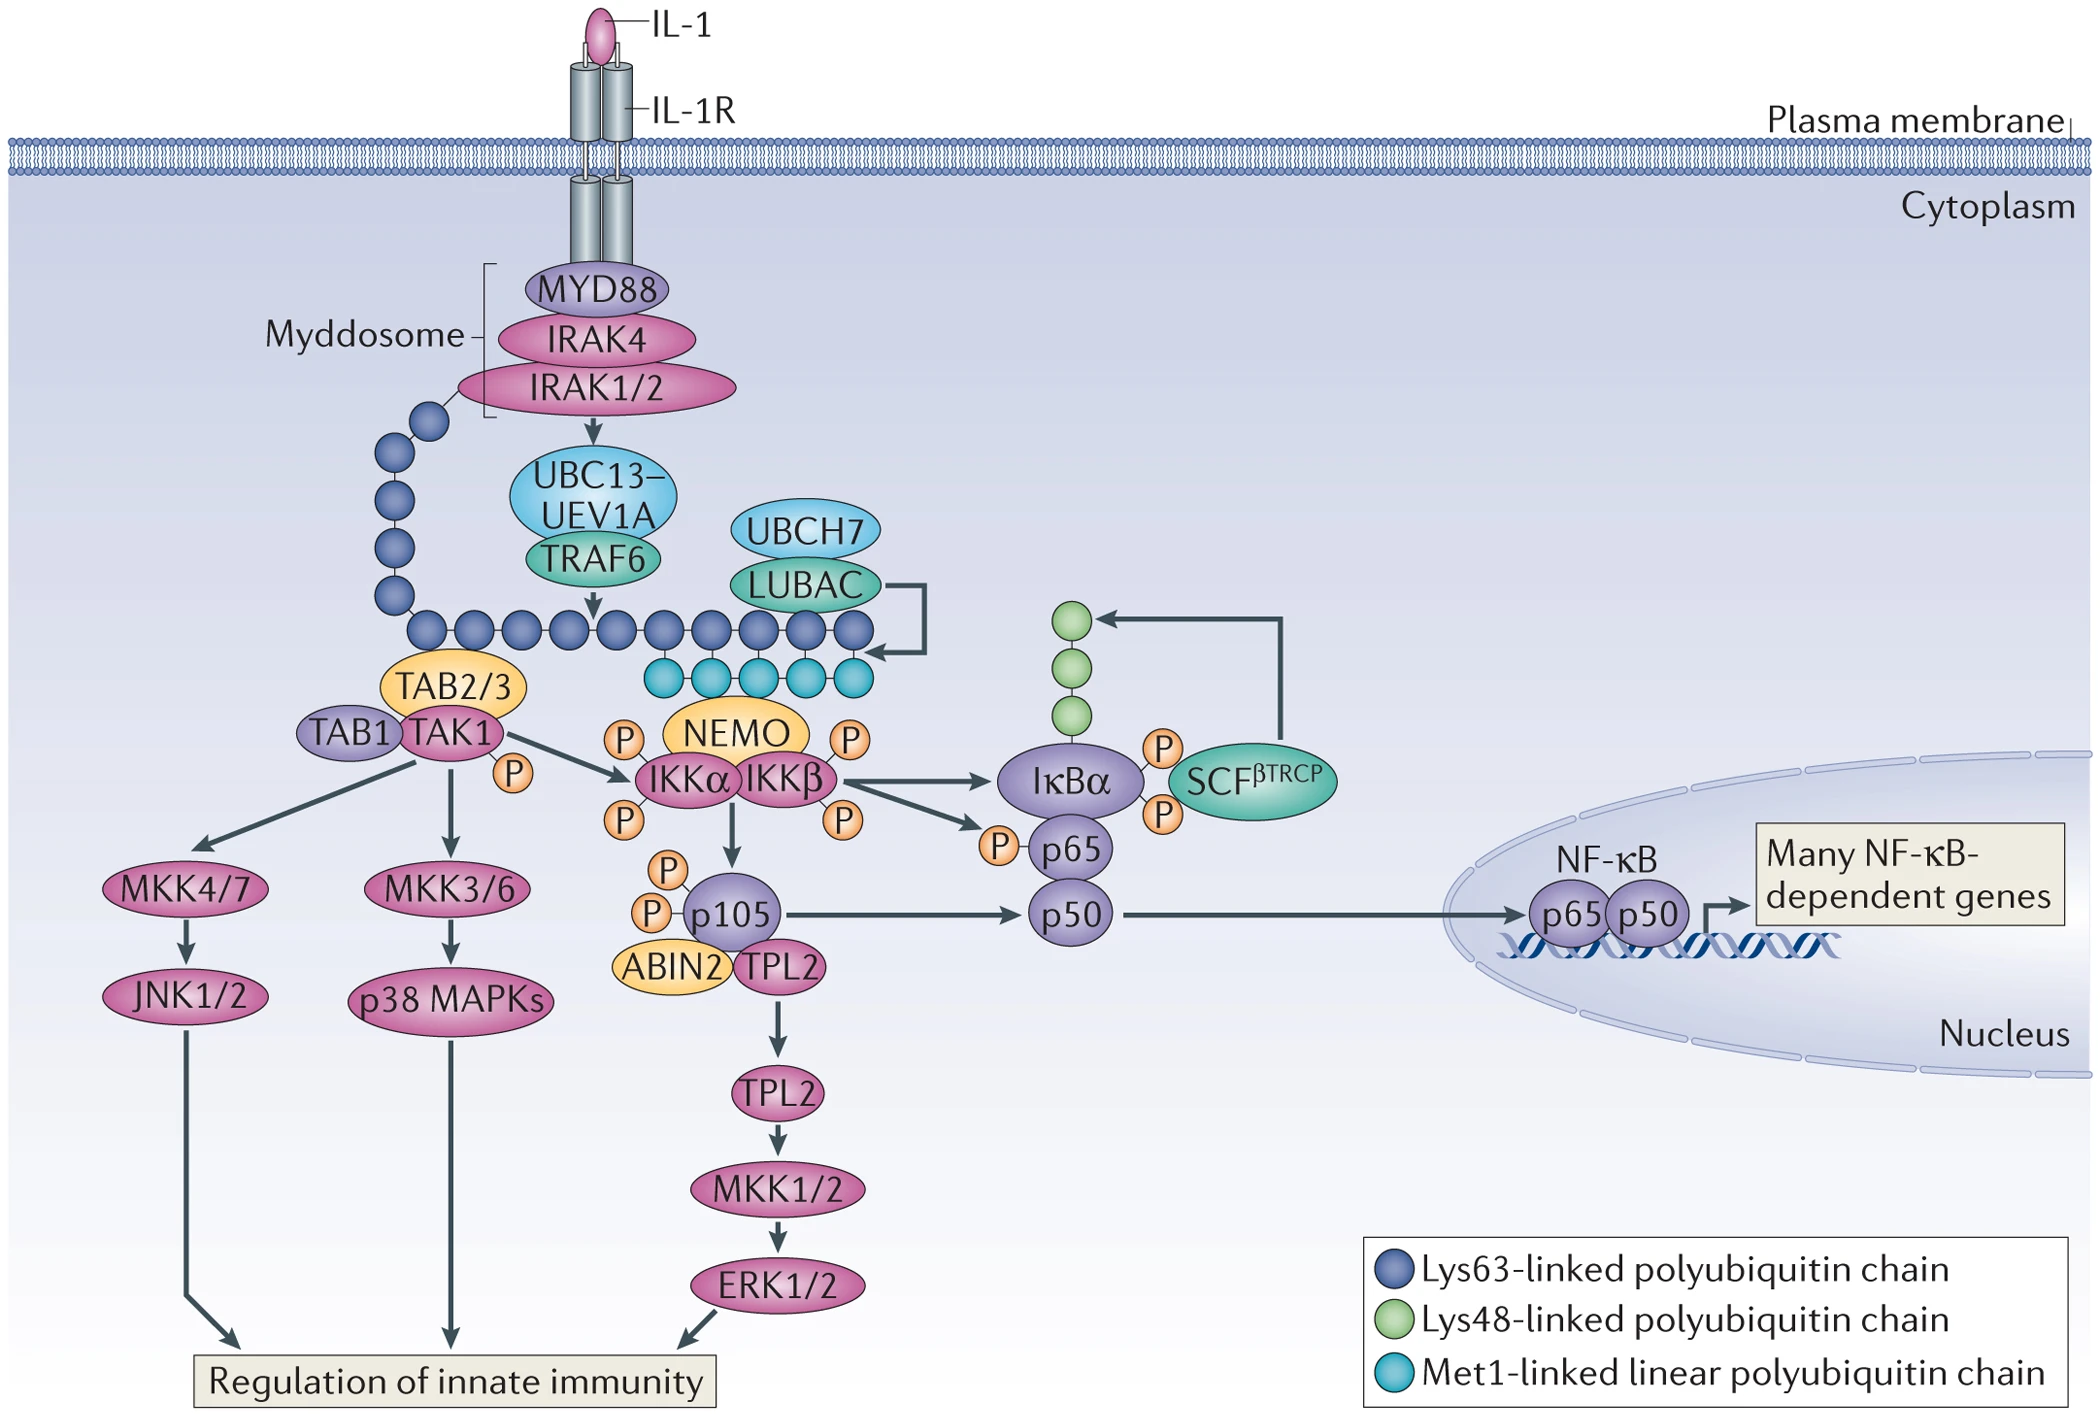 IL-1
IL-1R
Plasma membrane
Cytoplasm
MYD88
Myddosome
IRAK4
IRAK1/2
UBC13–
UEV1A
TRAF6
UBCH7
LUBAC
TAB2/3
TAB1
TAK1
P
NEMO
P
P
IKKα
IKKβ
P
P
IκBα
P
P
SCFβTRCP
P
p65
p50
MKK4/7
MKK3/6
P
P
p105
ABIN2
TPL2
JNK1/2
p38 MAPKs
TPL2
MKK1/2
ERK1/2
Regulation of innate immunity
NF-κB
p65
p50
Many NF-κB-
dependent genes
Nucleus
Lys63-linked polyubiquitin chain
Lys48-linked polyubiquitin chain
Met1-linked linear polyubiquitin chain